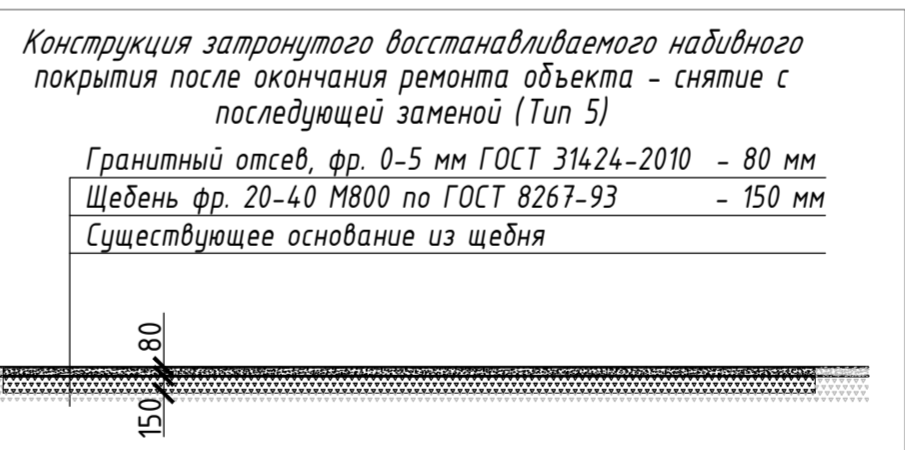 Конструкция затронутого восстанавливаемого набивного
покрытия после окончания ремонта объекта - снятие с
последующей заменой (Тип 5)
Гранитный отсев, фр. 0-5 мм ГОСТ 31424-2010 - 80 мм
Щебень фр. 20-40 М800 по ГОСТ 8267-93 - 150 мм
Существующее основание из щебня
80
150